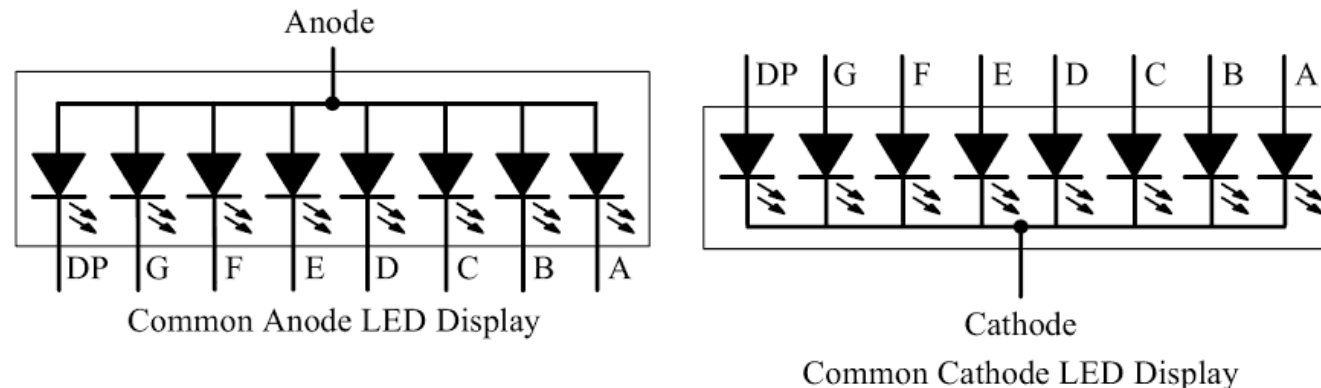 Anode
DP G F E D C B A
Common Anode LED Display
DP G F E D C B A
Cathode
Common Cathode LED Display